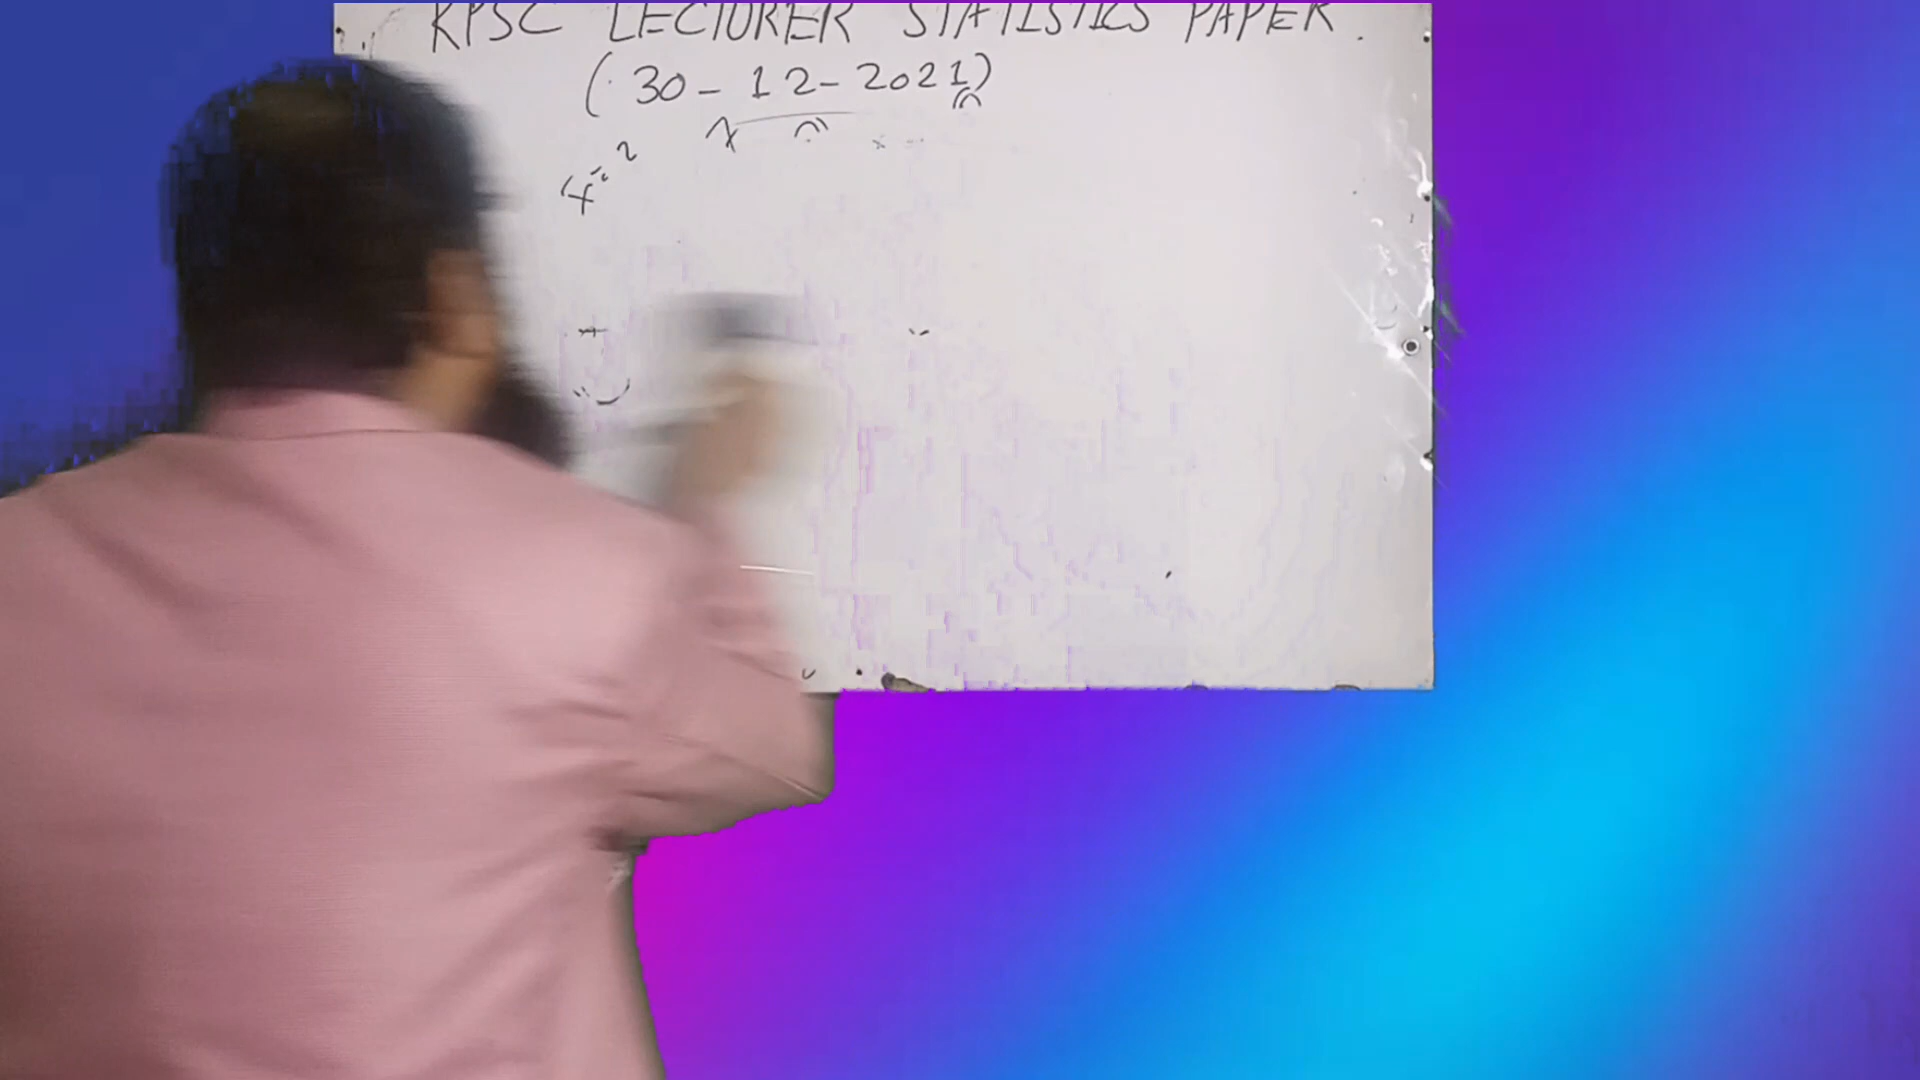 KPSC LECTURER STATISTICS PAPER.
(30-12-2021)